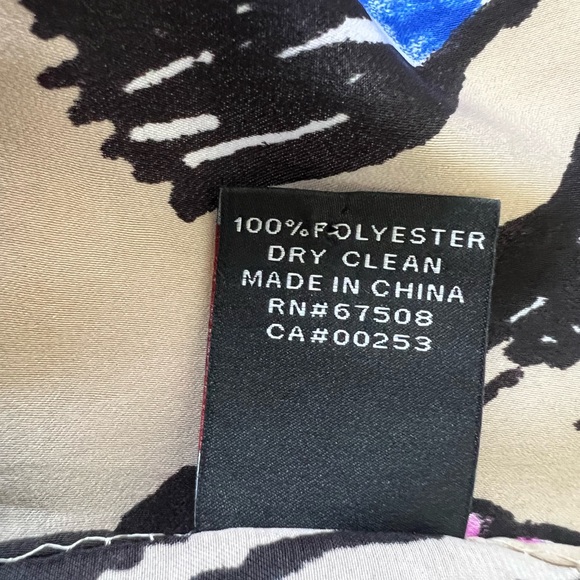 100%POLYESTER
DRY CLEAN
MADE IN CHINA
RN#67508
CA#00253